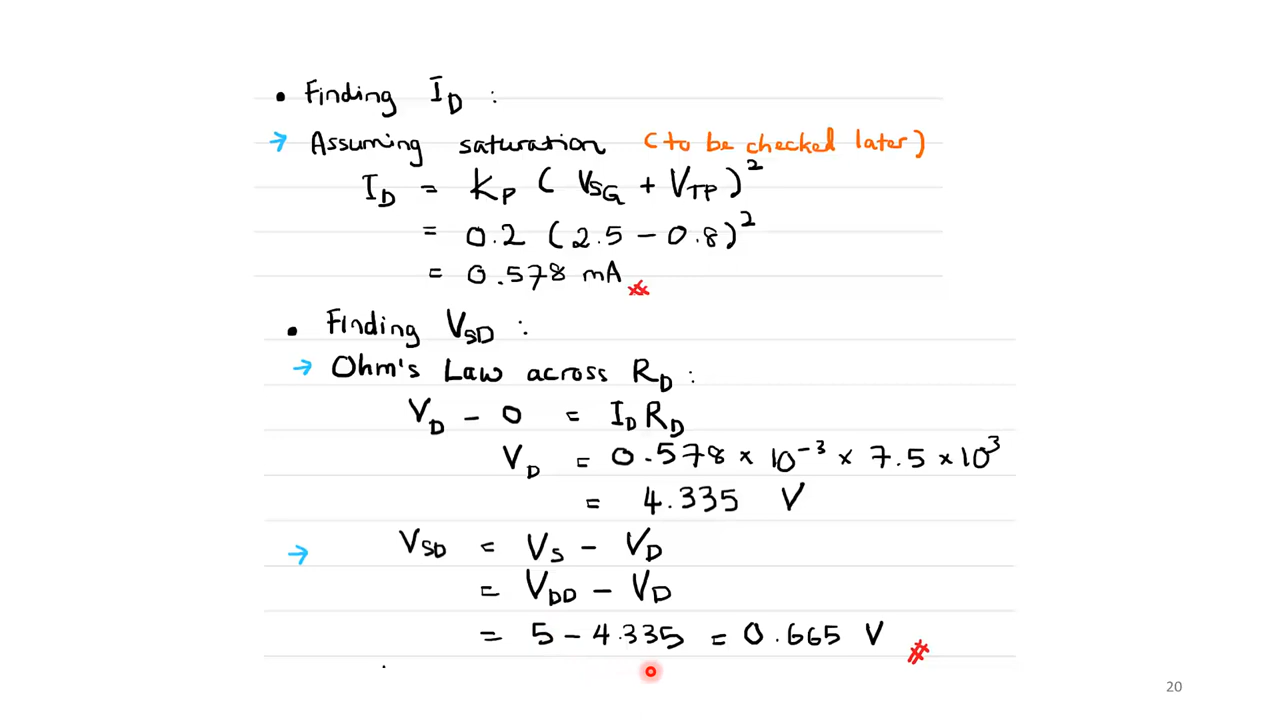 • Finding I_D :
→ Assuming saturation (to be checked later)
I_D = K_P ( V_SG + V_TP )²
= 0.2 (2.5 − 0.8)²
= 0.578 mA
• Finding V_SD :
→ Ohm's Law across R_D :
V_D − 0 = I_D R_D
V_D = 0.578 × 10⁻³ × 7.5 × 10³
= 4.335 V
→ V_SD = V_S − V_D
= V_DD − V_D
= 5 − 4.335 = 0.665 V #
20